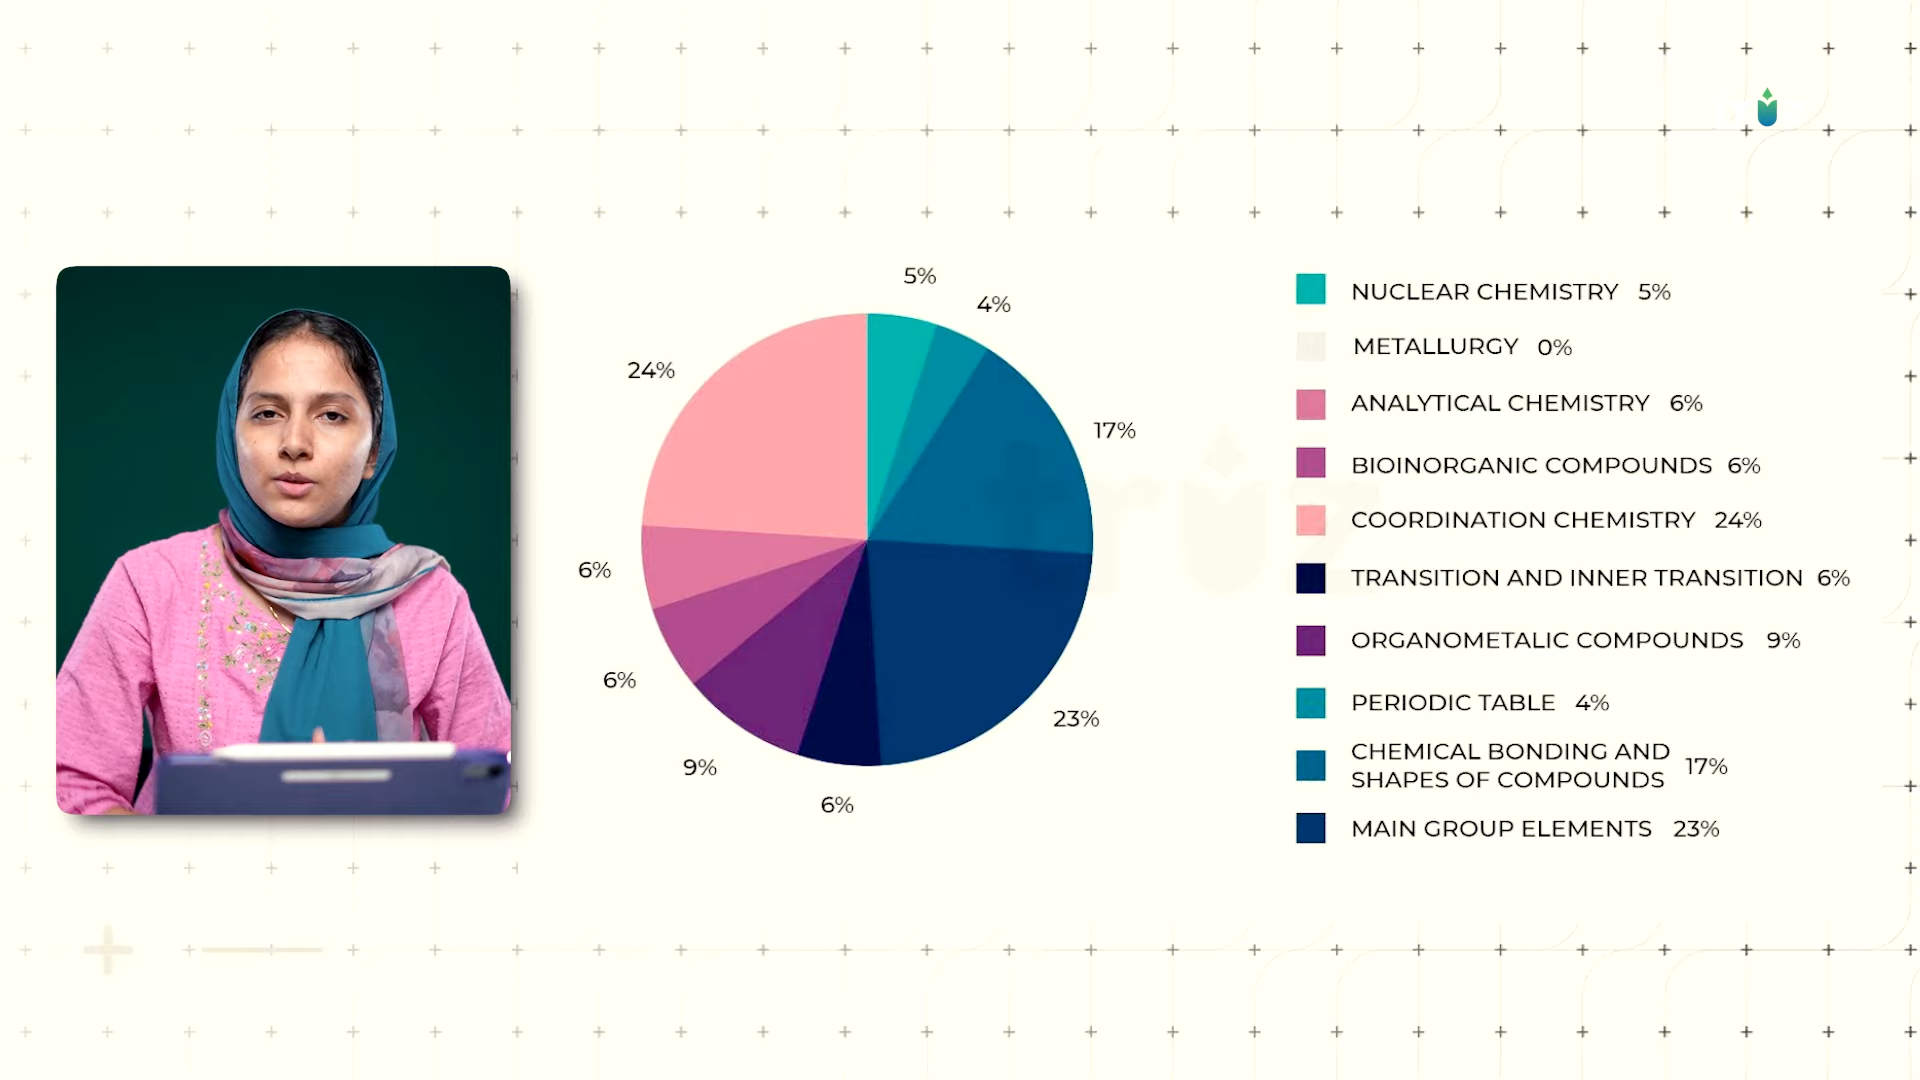 5%
4%
24%
17%
6%
6%
23%
9%
6%
NUCLEAR CHEMISTRY 5%
METALLURGY 0%
ANALYTICAL CHEMISTRY 6%
BIOINORGANIC COMPOUNDS 6%
COORDINATION CHEMISTRY 24%
TRANSITION AND INNER TRANSITION 6%
ORGANOMETALIC COMPOUNDS 9%
PERIODIC TABLE 4%
CHEMICAL BONDING AND
SHAPES OF COMPOUNDS 17%
MAIN GROUP ELEMENTS 23%
truz